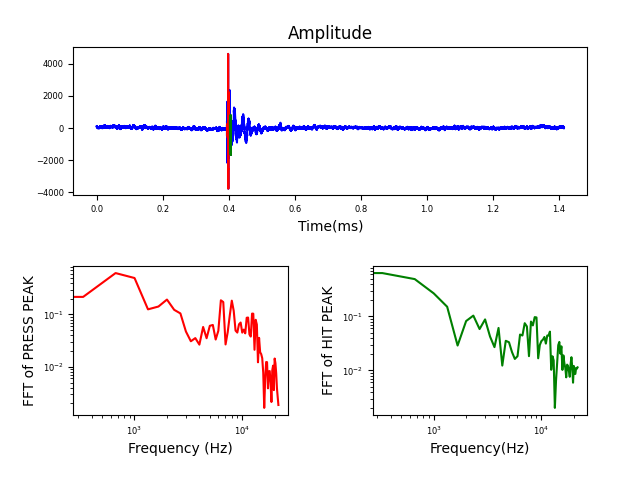 Amplitude
4000
2000
0
−2000
−4000
0.0 0.2 0.4 0.6 0.8 1.0 1.2 1.4
Time(ms)
FFT of PRESS PEAK
10⁻¹
10⁻²
10³ 10⁴
Frequency (Hz)
FFT of HIT PEAK
10⁻¹
10⁻²
10³ 10⁴
Frequency(Hz)